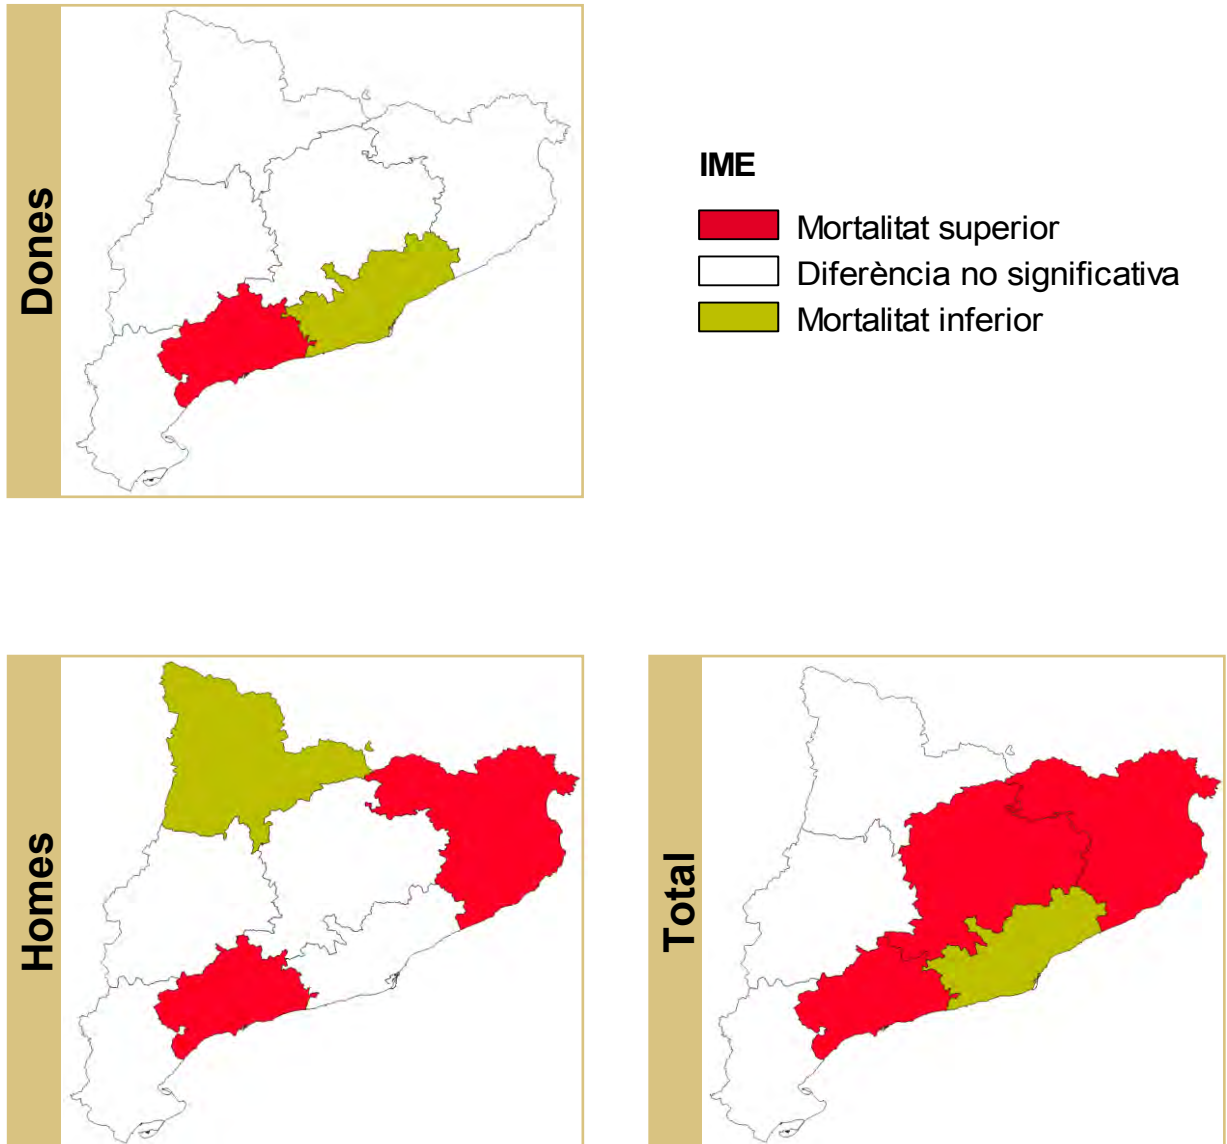 Dones
IME
Mortalitat superior
Diferència no significativa
Mortalitat inferior
Homes
Total